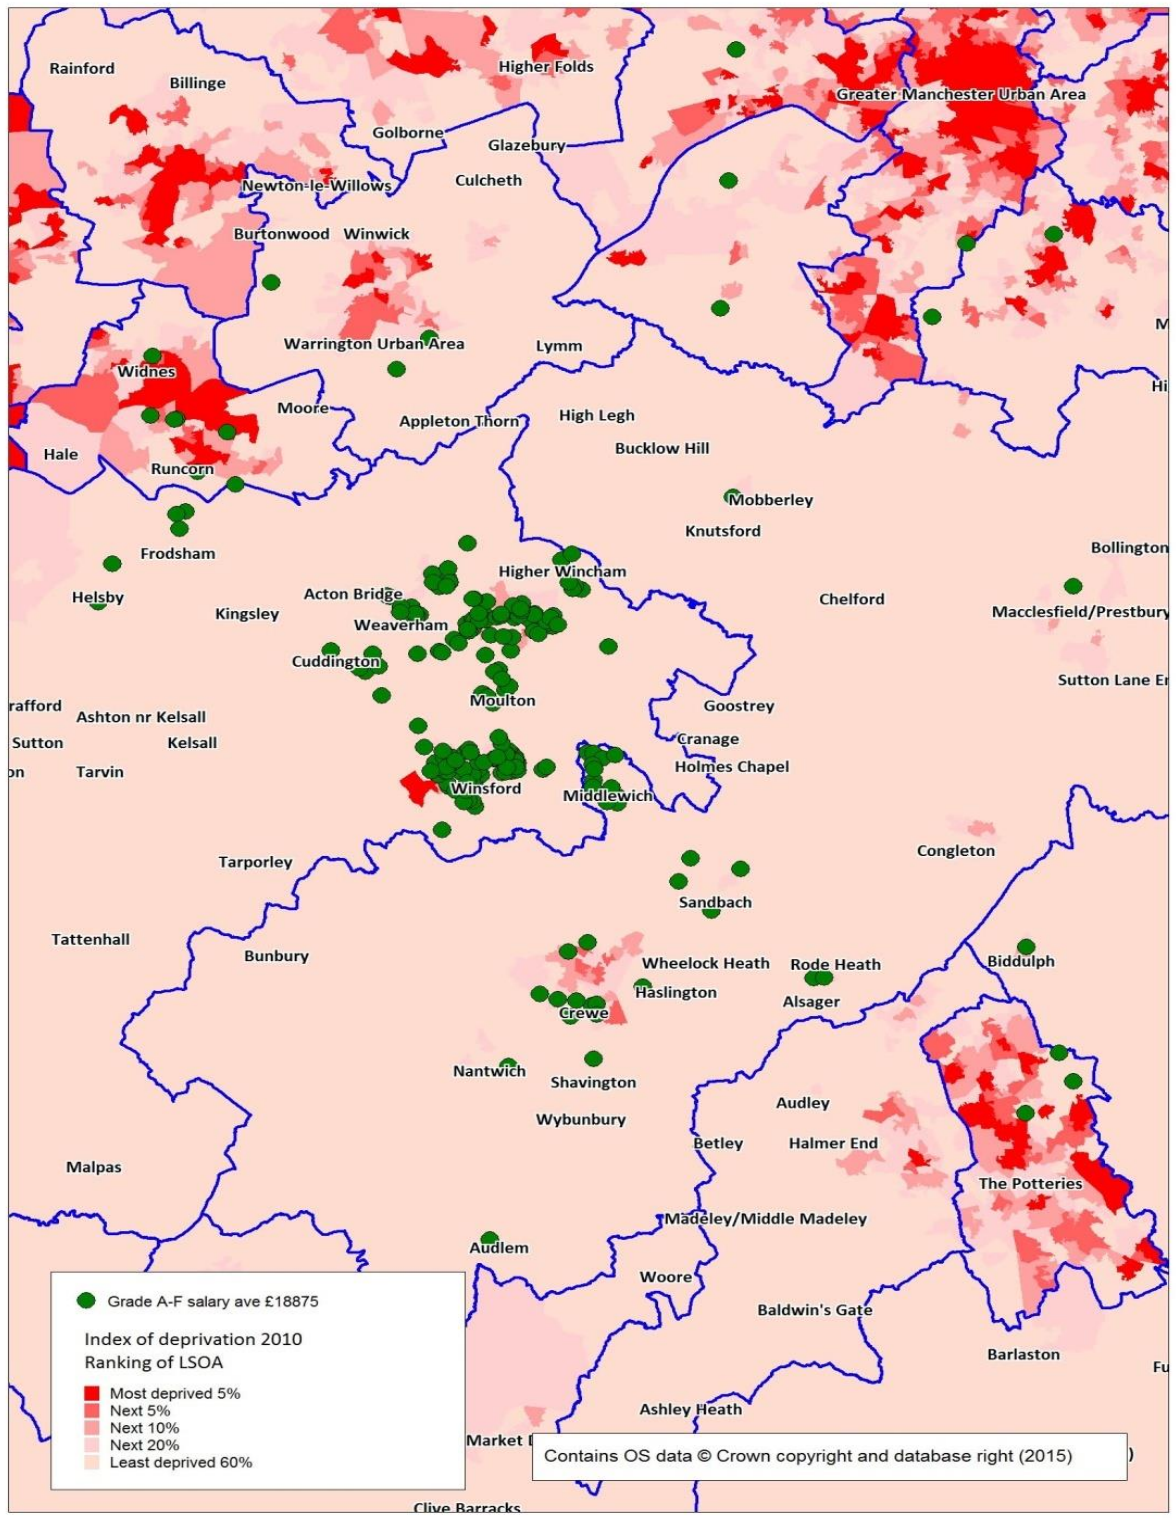 Higher Folds
Rainford
Billinge
Greater Manchester Urban Area
Golborne
Glazebury
Culcheth
Newton-le-Willows
Burtonwood
Winwick
M
Warrington Urban Area
Lymm
Widnes
Hi
Moore
High Legh
Appleton Thorn
Bucklow Hill
Hale
Runcorn
Mobberley
Knutsford
Bollington
Frodsham
Higher Wincham
Acton Bridge
Helsby
Chelford
Kingsley
Macclesfield/Prestbury
Weaverham
Cuddington
Sutton Lane En
Moulton
rafford
Goostrey
Ashton nr Kelsall
Cranage
Sutton
Kelsall
Holmes Chapel
on
Tarvin
Winsford
Middlewich
Congleton
Tarporley
Sandbach
Tattenhall
Bunbury
Wheelock Heath
Rode Heath
Biddulph
Haslington
Alsager
Crewe
Nantwich
Shavington
Audley
Wybunbury
Betley
Halmer End
Malpas
The Potteries
Madeley/Middle Madeley
Audlem
Woore
Baldwin's Gate
Barlaston
Fu
Ashley Heath
Market D
Clive Barracks
Grade A-F salary ave £18875
Index of deprivation 2010
Ranking of LSOA
Most deprived 5%
Next 5%
Next 10%
Next 20%
Least deprived 60%
Contains OS data © Crown copyright and database right (2015)
)